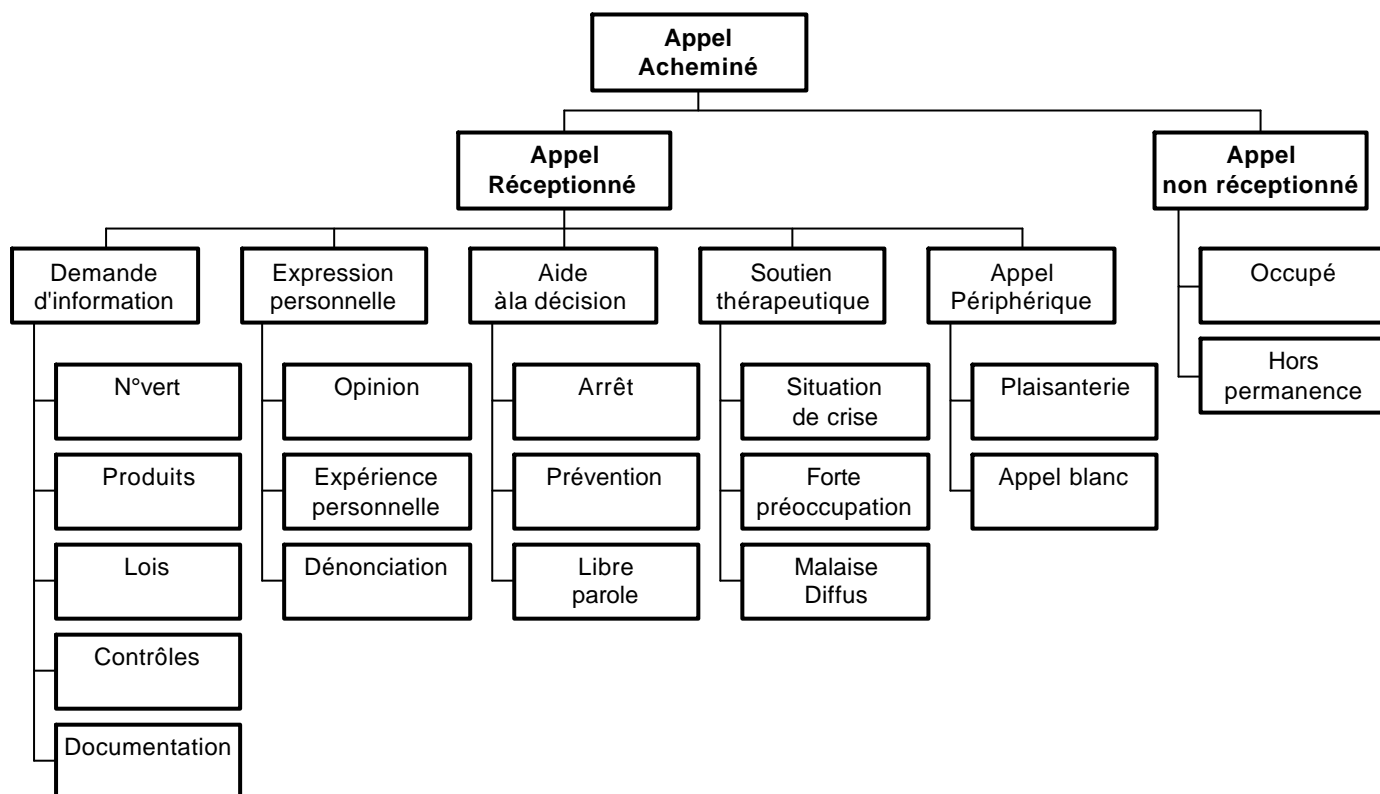 Appel
Acheminé
Appel
Réceptionné
Appel
non réceptionné
Demande
d'information
Expression
personnelle
Aide
àla décision
Soutien
thérapeutique
Appel
Périphérique
Occupé
Hors
permanence
N°vert
Produits
Lois
Contrôles
Documentation
Opinion
Expérience
personnelle
Dénonciation
Arrêt
Prévention
Libre
parole
Situation
de crise
Forte
préoccupation
Malaise
Diffus
Plaisanterie
Appel blanc